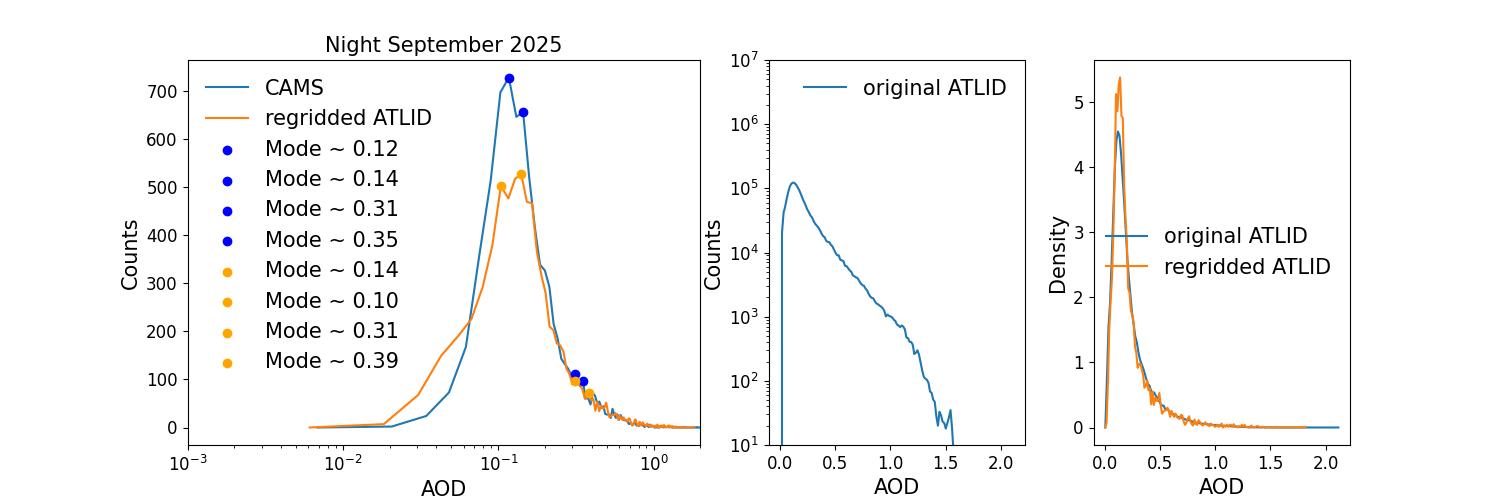 Night September 2025
CAMS
regridded ATLID
Mode ~ 0.12
Mode ~ 0.14
Mode ~ 0.31
Mode ~ 0.35
Mode ~ 0.14
Mode ~ 0.10
Mode ~ 0.31
Mode ~ 0.39
Counts
700
600
500
400
300
200
100
0
10⁻³ 10⁻² 10⁻¹ 10⁰
AOD
original ATLID
Counts
10⁷
10⁶
10⁵
10⁴
10³
10²
10¹
0.0 0.5 1.0 1.5 2.0
AOD
original ATLID
regridded ATLID
Density
5
4
3
2
1
0
0.0 0.5 1.0 1.5 2.0
AOD